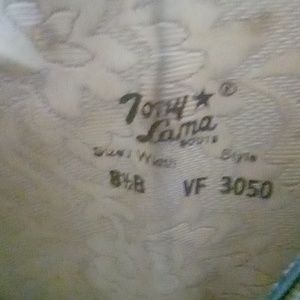 Tony ★ ®
Lama
BOOTS
Size/Width Style
8½B VF 3050